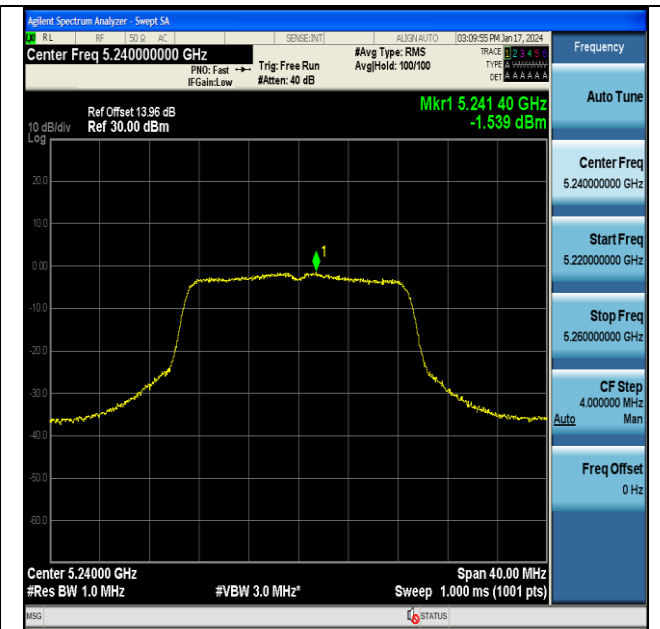 Agilent Spectrum Analyzer - Swept SA
RL RF 50 Ω AC SENSE:INT ALIGN AUTO 03:09:55 PM Jan 17, 2024
Center Freq 5.240000000 GHz
PNO: Fast
IFGain:Low
Trig: Free Run
#Atten: 40 dB
#Avg Type: RMS
Avg|Hold: 100/100
TRACE 1 2 3 4 5 6
TYPE A WWWWW
DET A A A A A A
Frequency
Auto Tune
Center Freq
5.240000000 GHz
Start Freq
5.220000000 GHz
Stop Freq
5.260000000 GHz
CF Step
4.000000 MHz
Auto Man
Freq Offset
0 Hz
Mkr1 5.241 40 GHz
-1.539 dBm
Ref Offset 13.96 dB
10 dB/div Ref 30.00 dBm
Log
20.0
10.0
0.00
-10.0
-20.0
-30.0
-40.0
-50.0
-60.0
1
Center 5.24000 GHz Span 40.00 MHz
#Res BW 1.0 MHz #VBW 3.0 MHz* Sweep 1.000 ms (1001 pts)
MSG STATUS